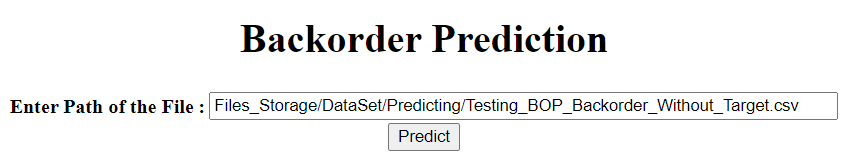 Backorder Prediction
Enter Path of the File : Files_Storage/DataSet/Predicting/Testing_BOP_Backorder_Without_Target.csv
Predict